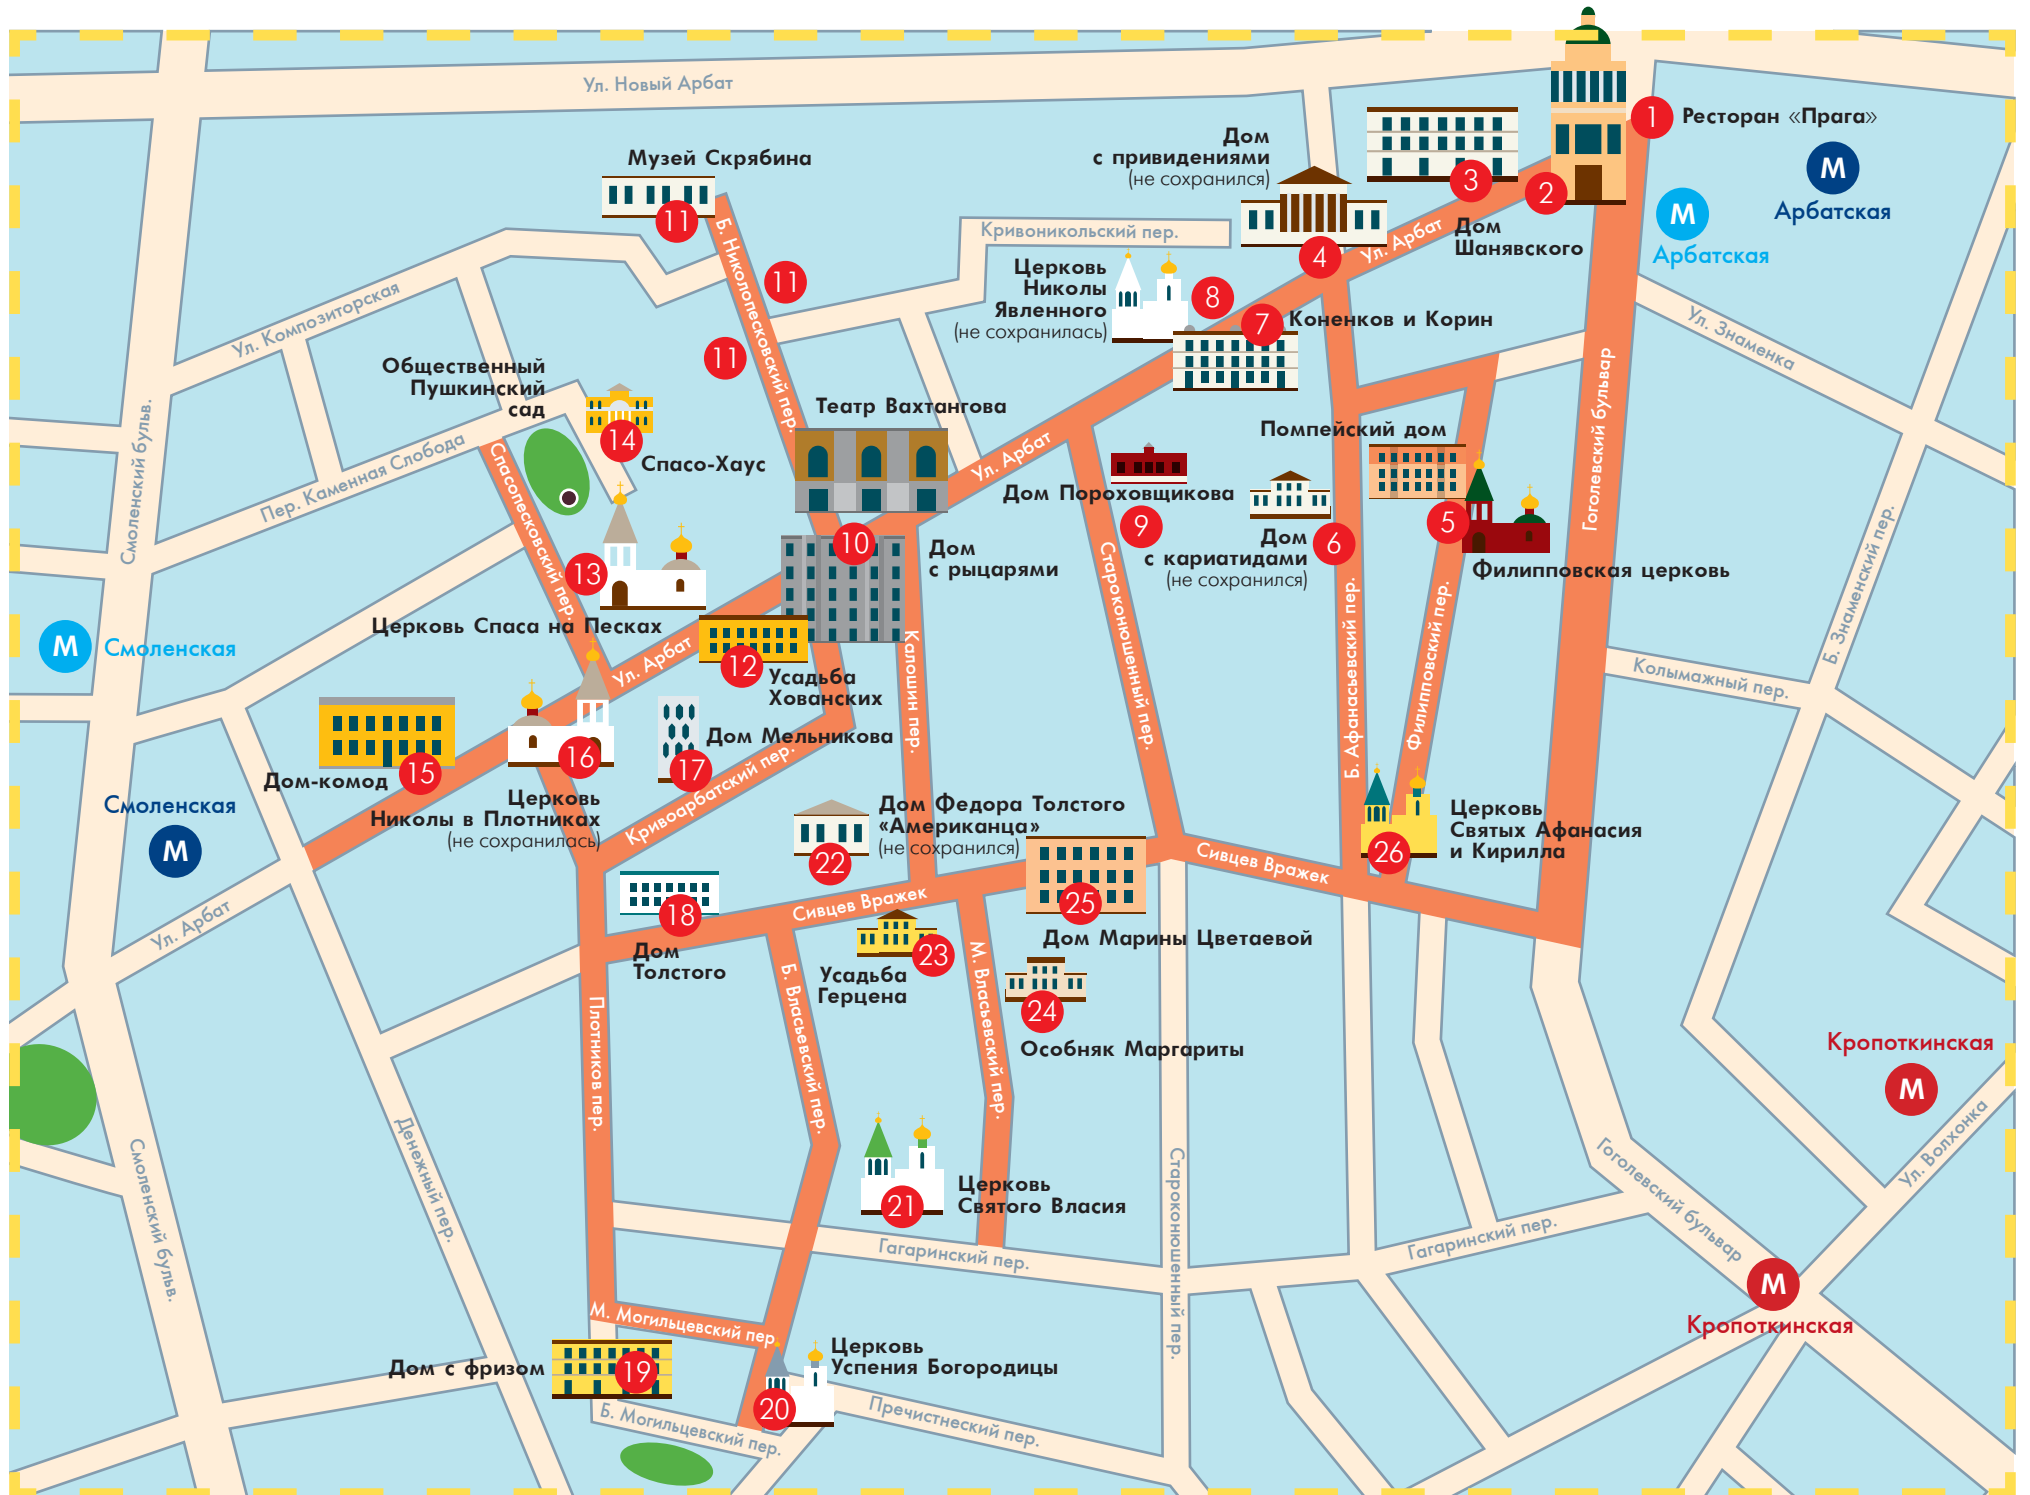 Ул. Новый Арбат
1
Ресторан «Прага»
М
Арбатская
М
Арбатская
2
3
Дом
Шанявского
Дом
с привидениями
(не сохранился)
4
Ул. Арбат
Музей Скрябина
11
11
11
Б. Николопесковский пер.
Кривоникольский пер.
Церковь
Николы
Явленного
(не сохранилась)
8
7
Коненков и Корин
Ул. Знаменка
Ул. Композиторская
Общественный
Пушкинский
сад
14
Спасо-Хаус
Театр Вахтангова
Ул. Арбат
Гоголевский бульвар
Помпейский дом
5
Филипповская церковь
Дом Пороховщикова
9
Дом
с кариатидами
(не сохранился)
6
Смоленский бульв.
Пер. Каменная Слобода
Спасопесковский пер.
10
Дом
с рыцарями
13
Церковь Спаса на Песках
Староконюшенный пер.
Б. Афанасьевский пер.
Филипповский пер.
Б. Знаменский пер.
Колымажный пер.
М
Смоленская
Ул. Арбат
12
Усадьба
Хованских
Калошин пер.
Дом-комод
15
16
Церковь
Николы в Плотниках
(не сохранилась)
17
Дом Мельникова
Кривоарбатский пер.
Смоленская
М
22
Дом Федора Толстого
«Американца»
(не сохранился)
26
Церковь
Святых Афанасия
и Кирилла
Сивцев Вражек
Сивцев Вражек
25
Дом Марины Цветаевой
18
Дом
Толстого
Ул. Арбат
23
Усадьба
Герцена
24
Особняк Маргариты
Плотников пер.
Б. Власьевский пер.
М. Власьевский пер.
Кропоткинская
М
Ул. Волхонка
Денежный пер.
Смоленский бульв.
21
Церковь
Святого Власия
Гагаринский пер.
Староконюшенный пер.
Гагаринский пер.
Гоголевский бульвар
М
Кропоткинская
М. Могильцевский пер.
Дом с фризом
19
20
Церковь
Успения Богородицы
Б. Могильцевский пер.
Пречистнеский пер.